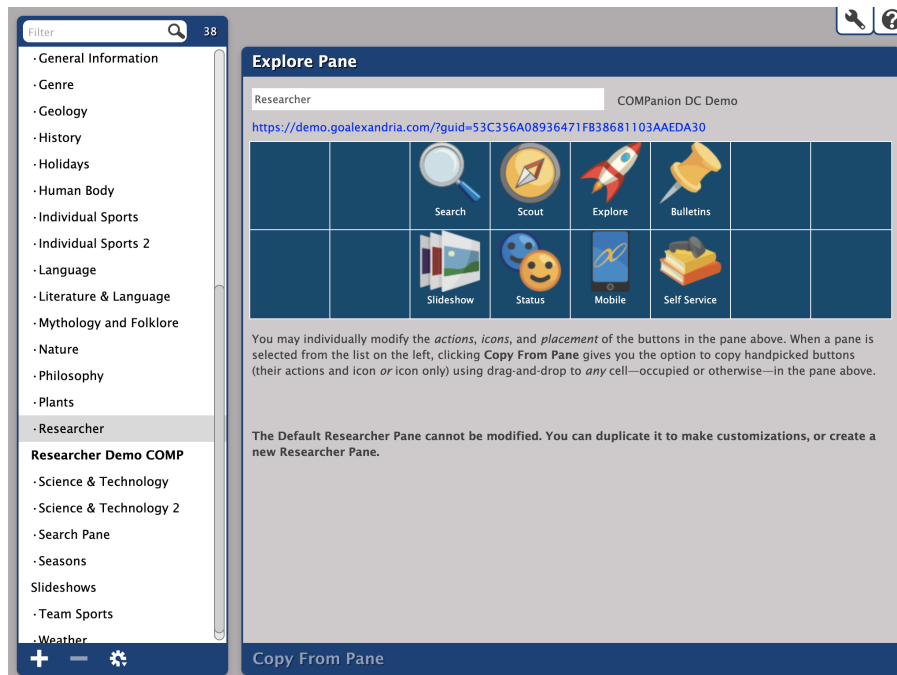 Filter
38
· General Information
· Genre
· Geology
· History
· Holidays
· Human Body
· Individual Sports
· Individual Sports 2
· Language
· Literature & Language
· Mythology and Folklore
· Nature
· Philosophy
· Plants
· Researcher
Researcher Demo COMP
· Science & Technology
· Science & Technology 2
· Search Pane
· Seasons
Slideshows
· Team Sports
· Weather
Explore Pane
Researcher
COMPanion DC Demo
https://demo.goalexandria.com/?guid=53C356A08936471FB38681103AAEDA30
Search Scout Explore Bulletins
Slideshow Status Mobile Self Service
You may individually modify the actions, icons, and placement of the buttons in the pane above. When a pane is
selected from the list on the left, clicking Copy From Pane gives you the option to copy handpicked buttons
(their actions and icon or icon only) using drag-and-drop to any cell—occupied or otherwise—in the pane above.
The Default Researcher Pane cannot be modified. You can duplicate it to make customizations, or create a
new Researcher Pane.
Copy From Pane